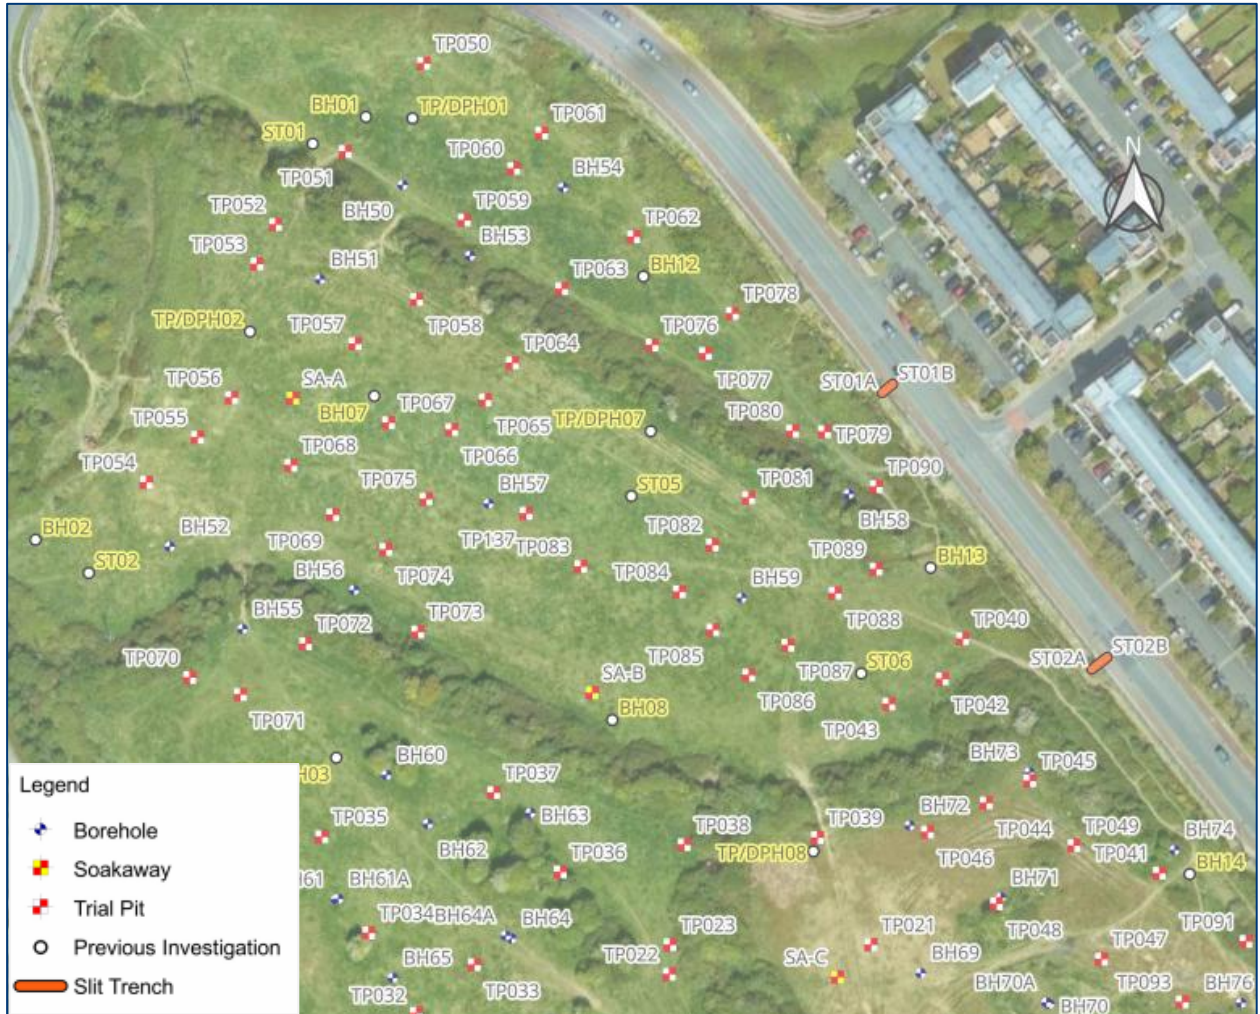 TP050
BH01
TP/DPH01
ST01
TP061
TP060
TP051
BH54
TP052
BH50
TP059
TP062
TP053
BH53
BH51
TP063
BH12
TP078
TP/DPH02
TP057
TP058
TP076
TP064
TP077
ST01A
ST01B
TP056
SA-A
BH07
TP067
TP065
TP/DPH07
TP080
TP079
TP055
TP068
TP066
TP054
TP075
BH57
ST05
TP081
TP090
BH58
BH02
BH52
TP069
TP137
TP083
TP082
TP089
BH13
ST02
BH56
TP074
TP084
BH59
BH55
TP072
TP073
TP088
TP040
TP070
TP085
TP087
ST06
ST02A
ST02B
SA-B
TP086
TP071
BH08
TP043
TP042
BH03
BH60
BH73
TP045
TP037
TP035
BH62
BH63
TP038
TP039
BH72
TP044
TP049
BH74
TP036
TP/DPH08
TP046
TP041
BH14
BH61
BH61A
BH71
TP034
BH64A
BH64
TP023
TP021
TP048
TP047
TP091
BH65
TP022
SA-C
BH69
TP032
TP033
BH70A
BH70
TP093
BH76
N
Legend
Borehole
Soakaway
Trial Pit
Previous Investigation
Slit Trench